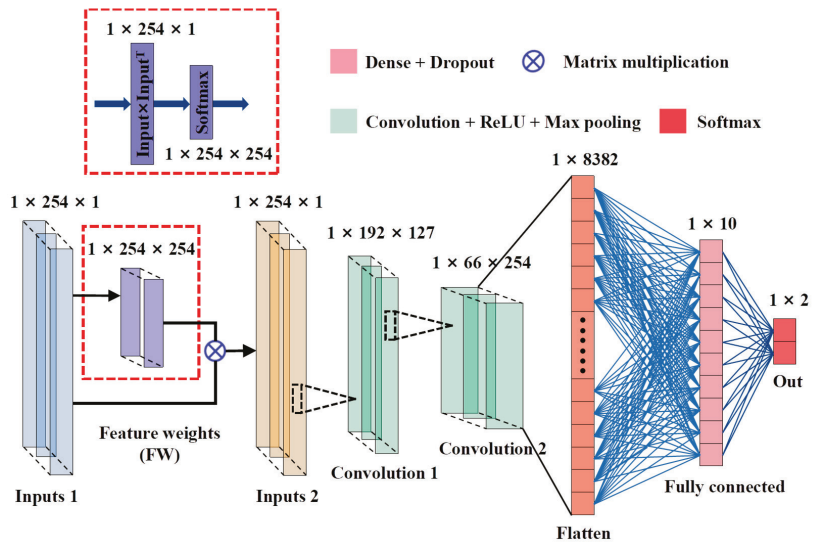 1 × 254 × 1
Input×Inputᵀ
Softmax
1 × 254 × 254
Dense + Dropout
Matrix multiplication
Convolution + ReLU + Max pooling
Softmax
1 × 254 × 1
1 × 254 × 254
Feature weights
(FW)
Inputs 1
1 × 254 × 1
Inputs 2
1 × 192 × 127
Convolution 1
1 × 66 × 254
Convolution 2
1 × 8382
Flatten
1 × 10
Fully connected
1 × 2
Out